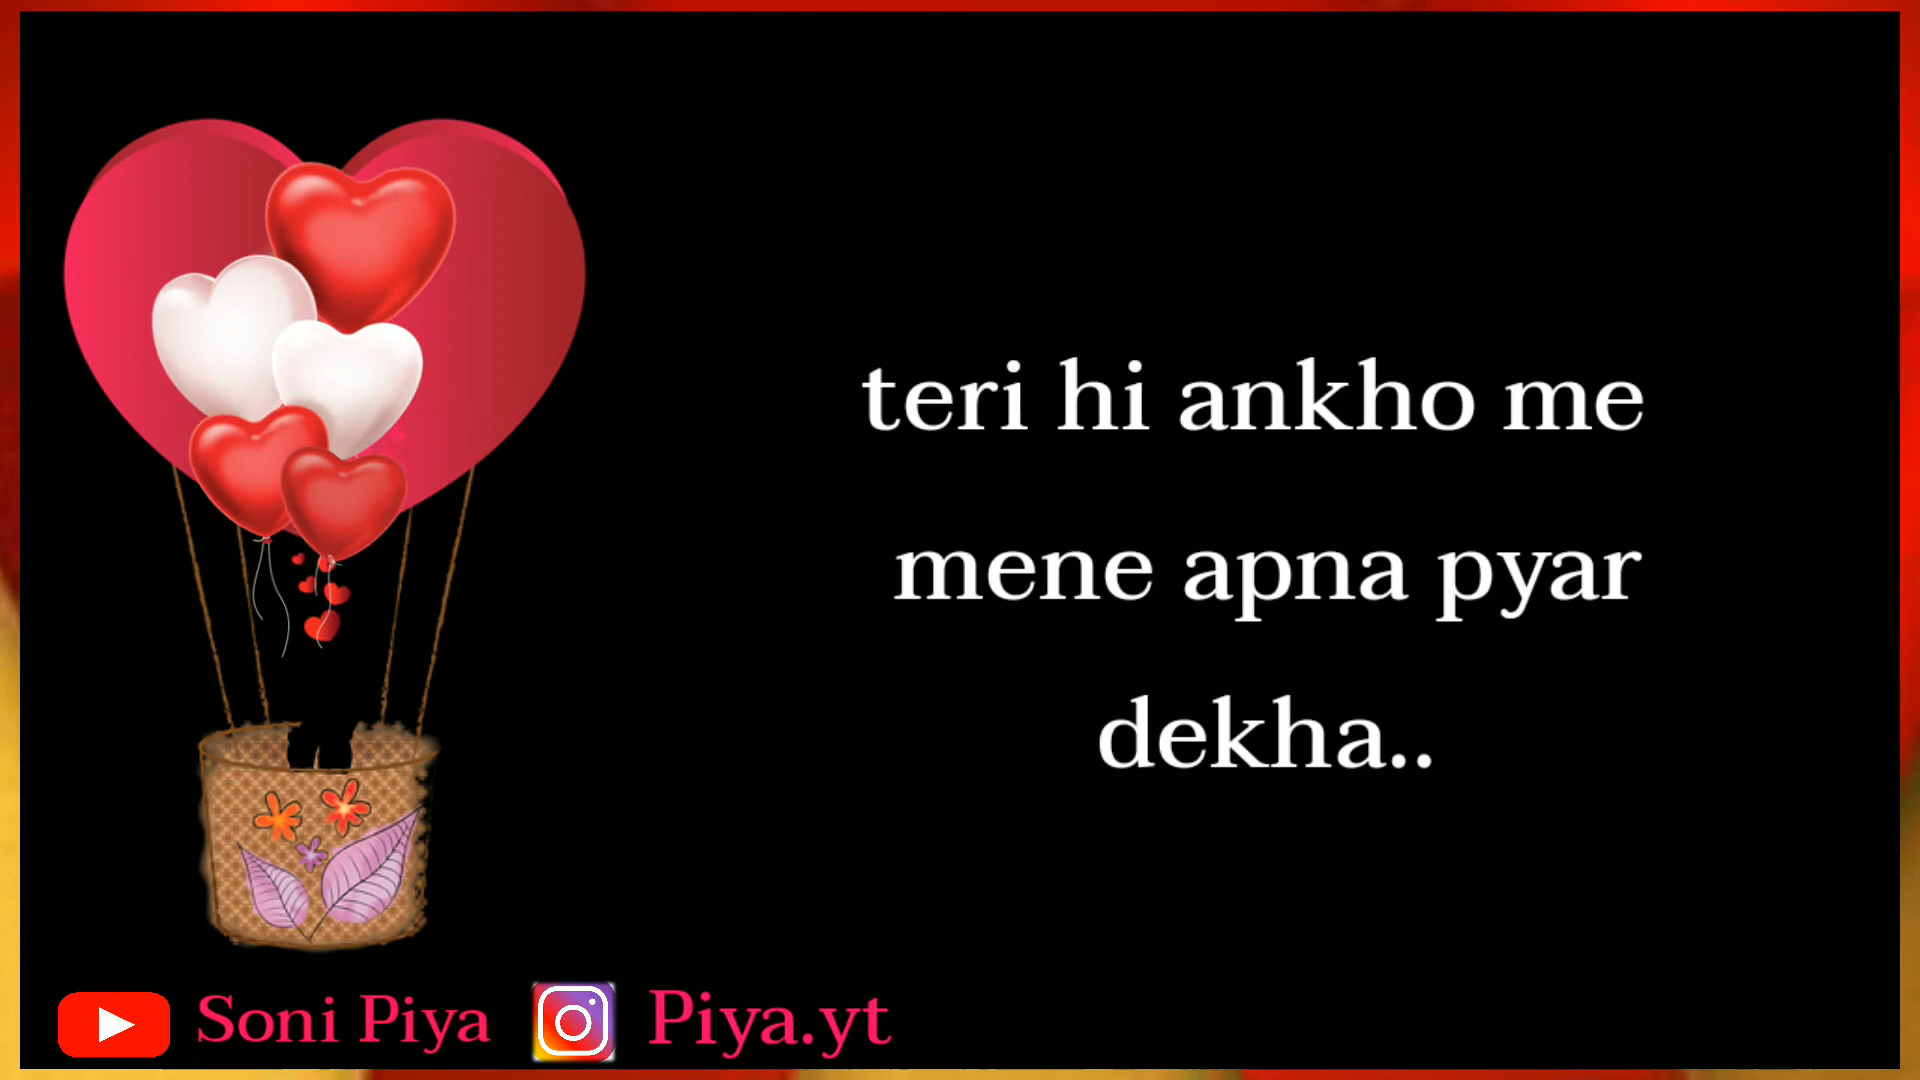 teri hi ankho me
mene apna pyar
dekha..
Soni Piya Piya.yt